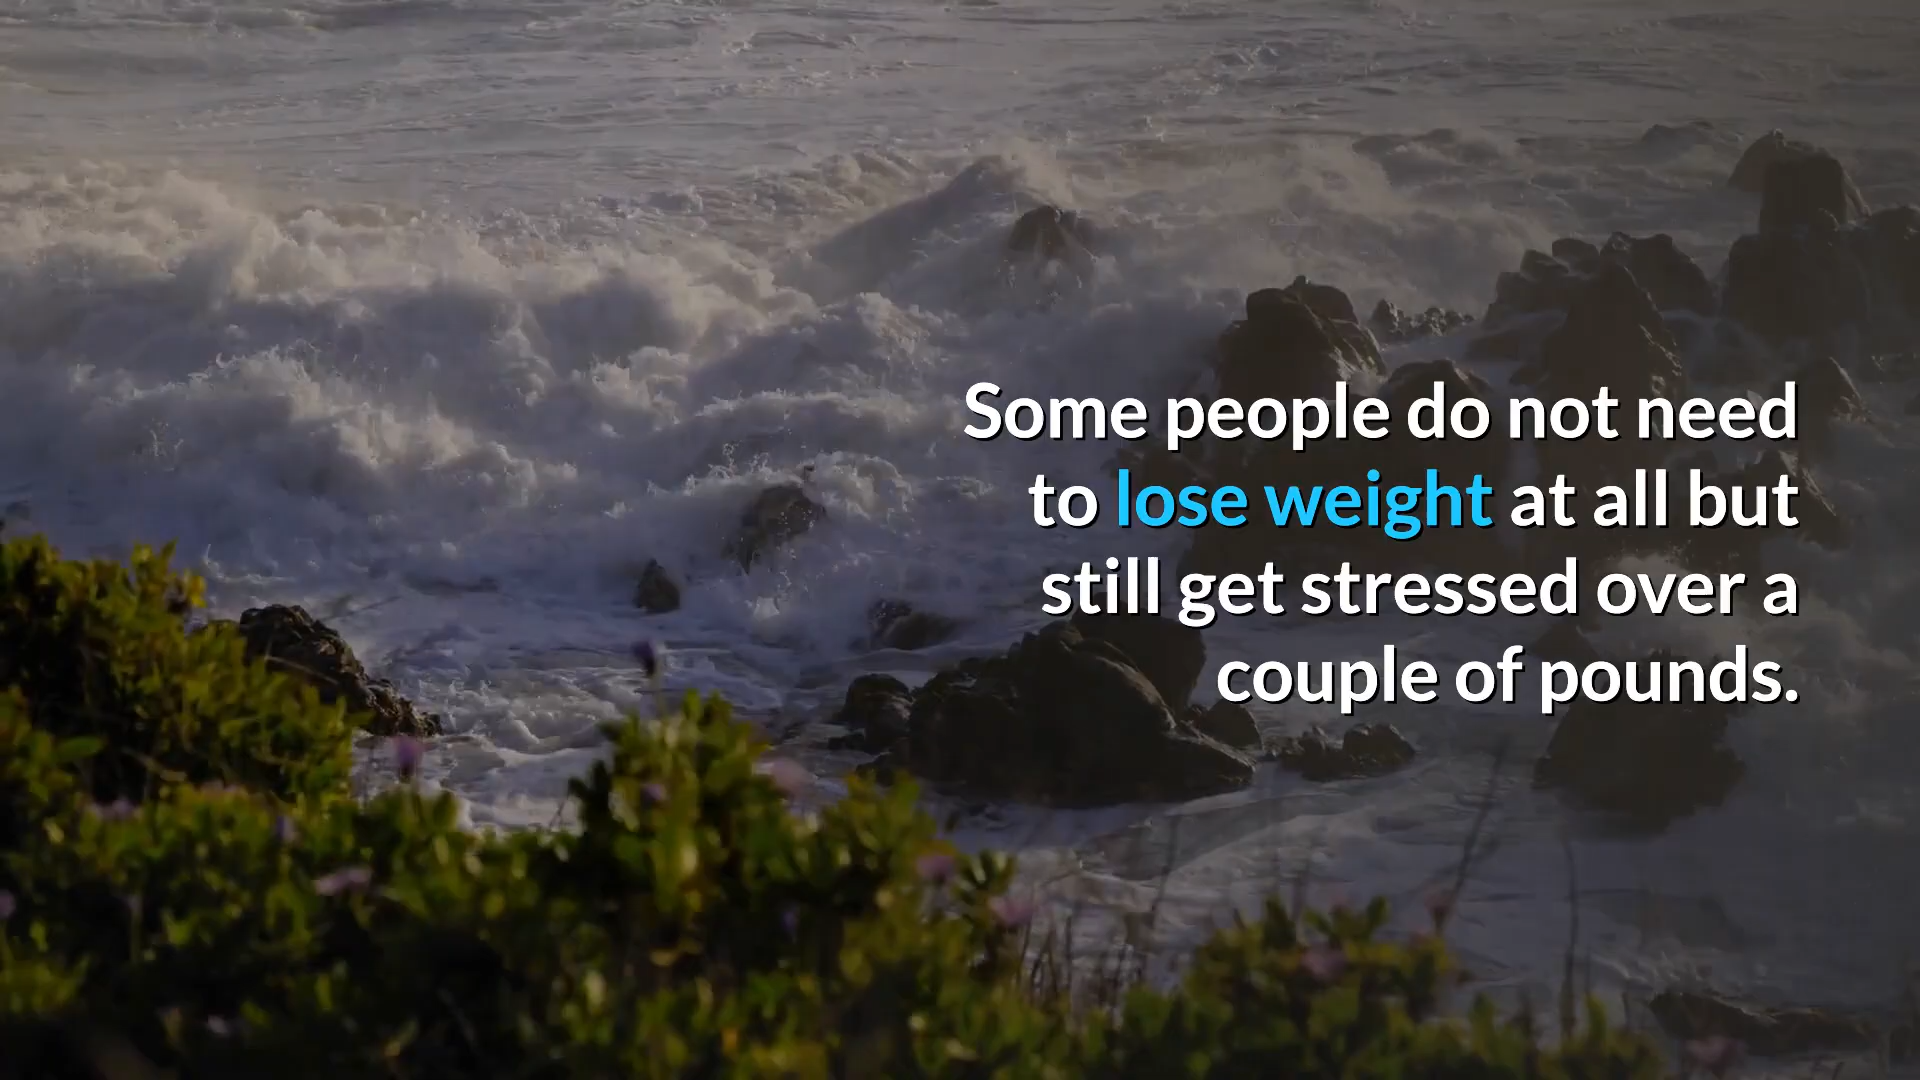 Some people do not need
to lose weight at all but
still get stressed over a
couple of pounds.